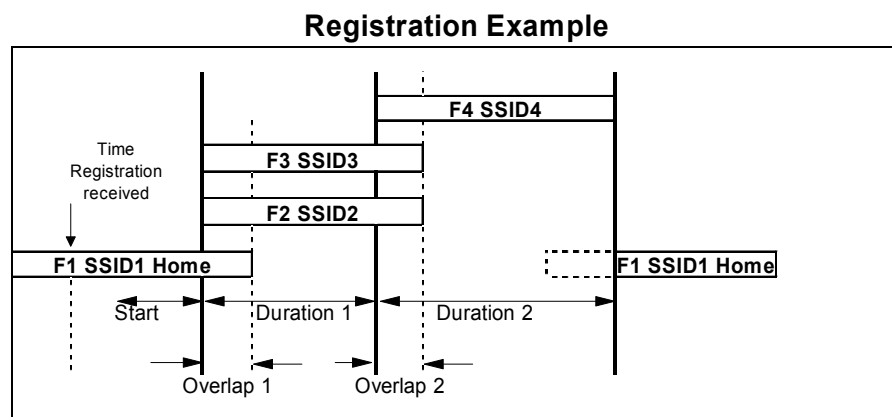 Registration Example
F4 SSID4
Time
Registration
received
F3 SSID3
F2 SSID2
F1 SSID1 Home
F1 SSID1 Home
Start
Duration 1
Duration 2
Overlap 1
Overlap 2